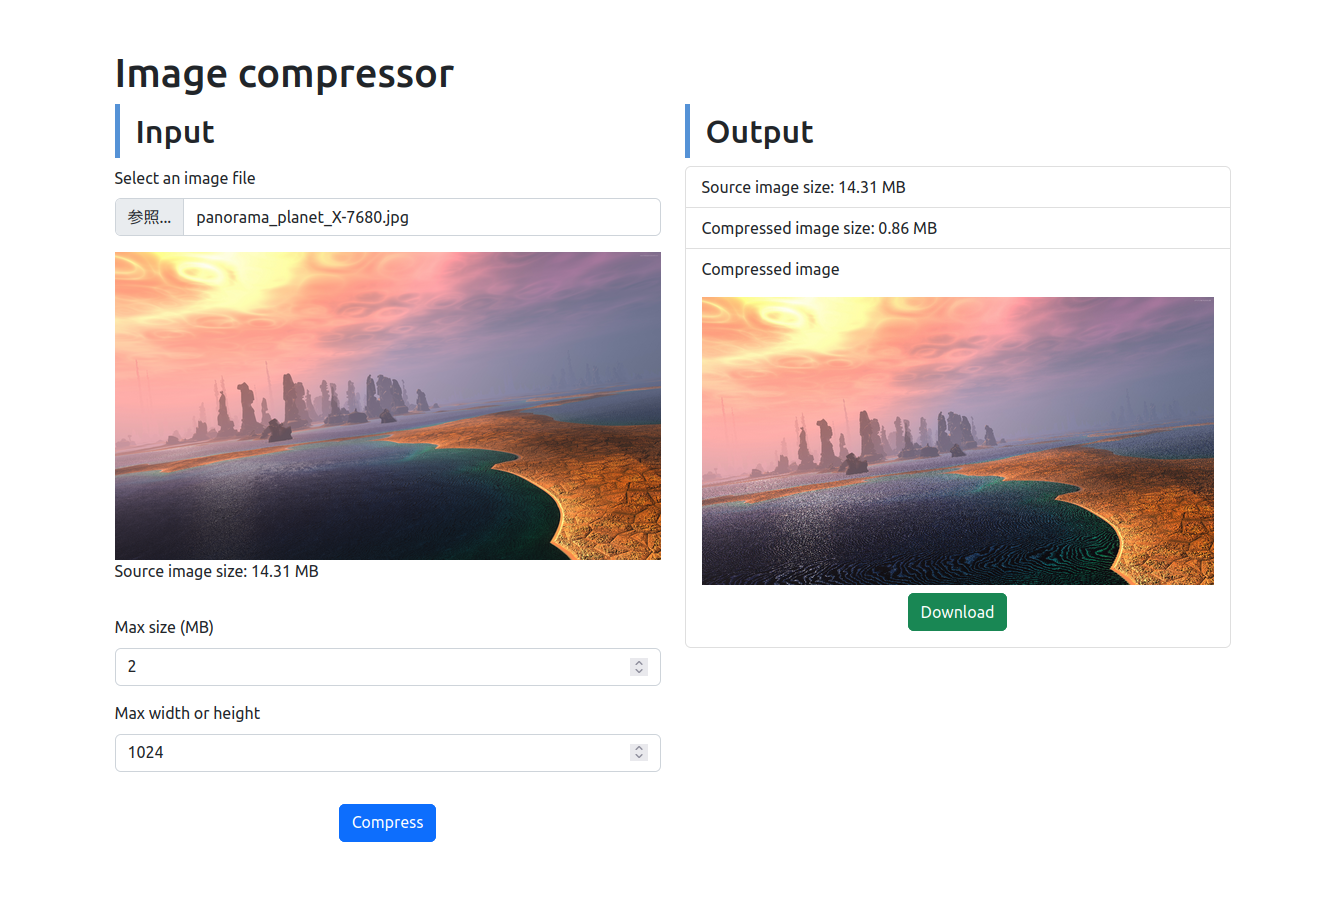 Image compressor
Input
Select an image file
参照... panorama_planet_X-7680.jpg
Source image size: 14.31 MB
Max size (MB)
2
Max width or height
1024
Compress
Output
Source image size: 14.31 MB
Compressed image size: 0.86 MB
Compressed image
Download